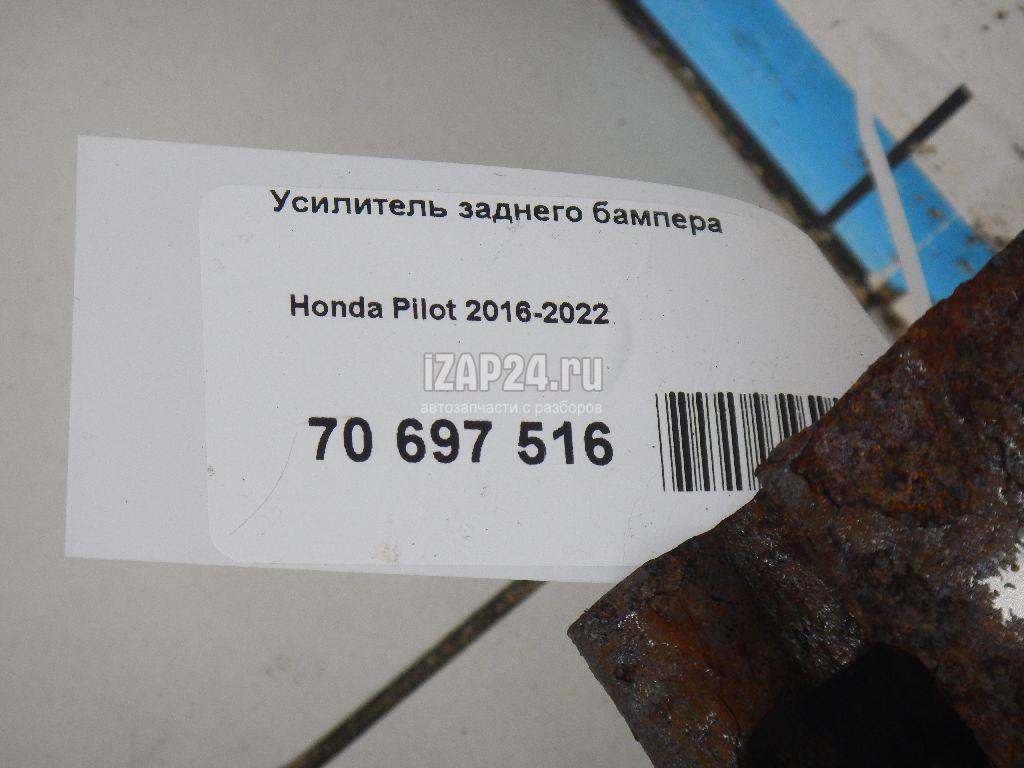 Усилитель заднего бампера
Honda Pilot 2016-2022
iZAP24.ru
автозапчасти с разборов
70 697 516